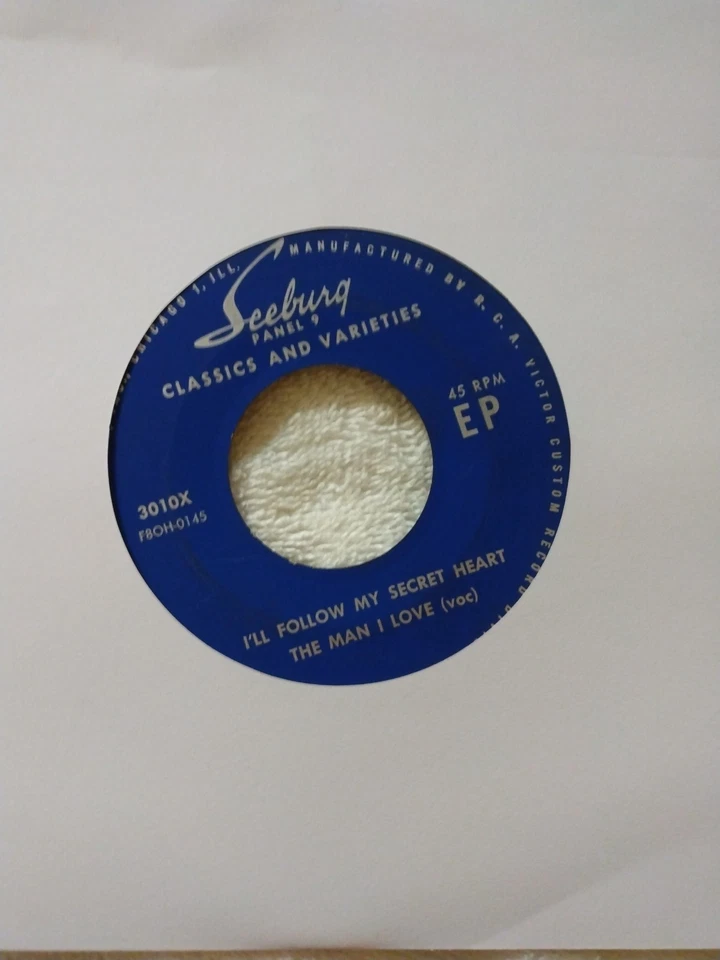 Seeburg
PANEL 9
CLASSICS AND VARIETIES
45 RPM
EP
3010X
F8OH-0145
I'LL FOLLOW MY SECRET HEART
THE MAN I LOVE (voc)
MANUFACTURED BY R. C. A. VICTOR CUSTOM RECORD
CHICAGO 1, ILL.